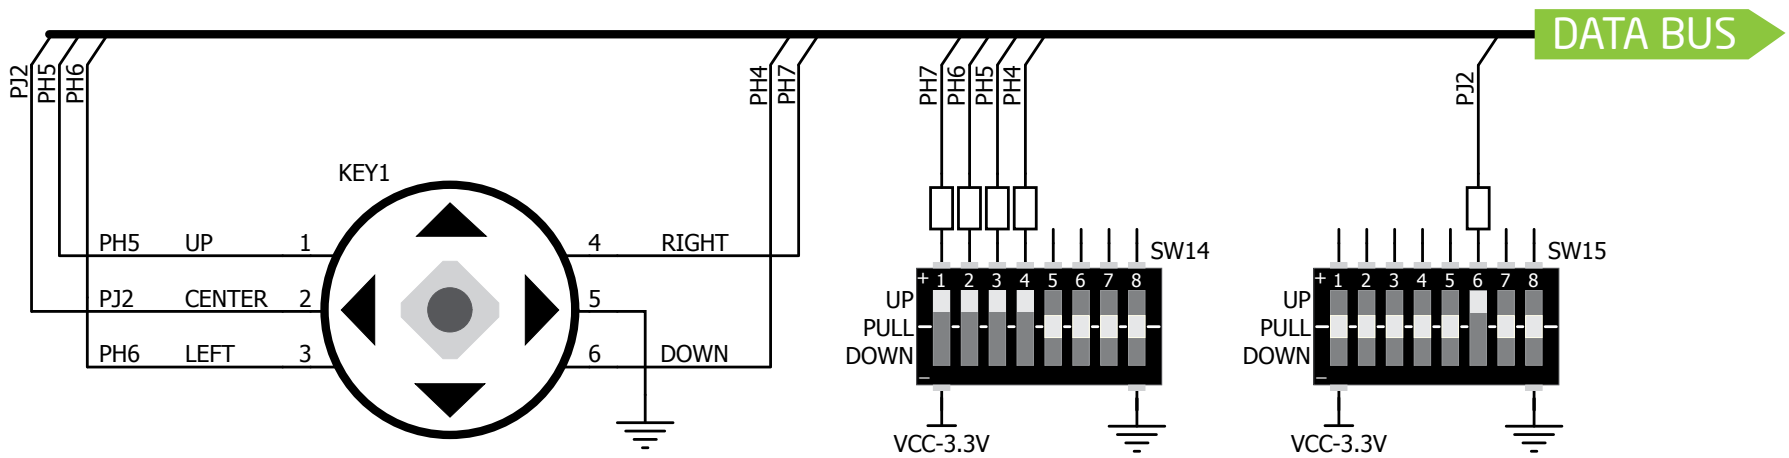 DATA BUS
PJ2 PH5 PH6 PH4 PH7 PH7 PH6 PH5 PH4 PJ2
KEY1
PH5 UP 1 4 RIGHT
PJ2 CENTER 2 5
PH6 LEFT 3 6 DOWN
SW14
+ 1 2 3 4 5 6 7 8
UP
PULL
DOWN
–
VCC-3.3V
SW15
+ 1 2 3 4 5 6 7 8
UP
PULL
DOWN
–
VCC-3.3V